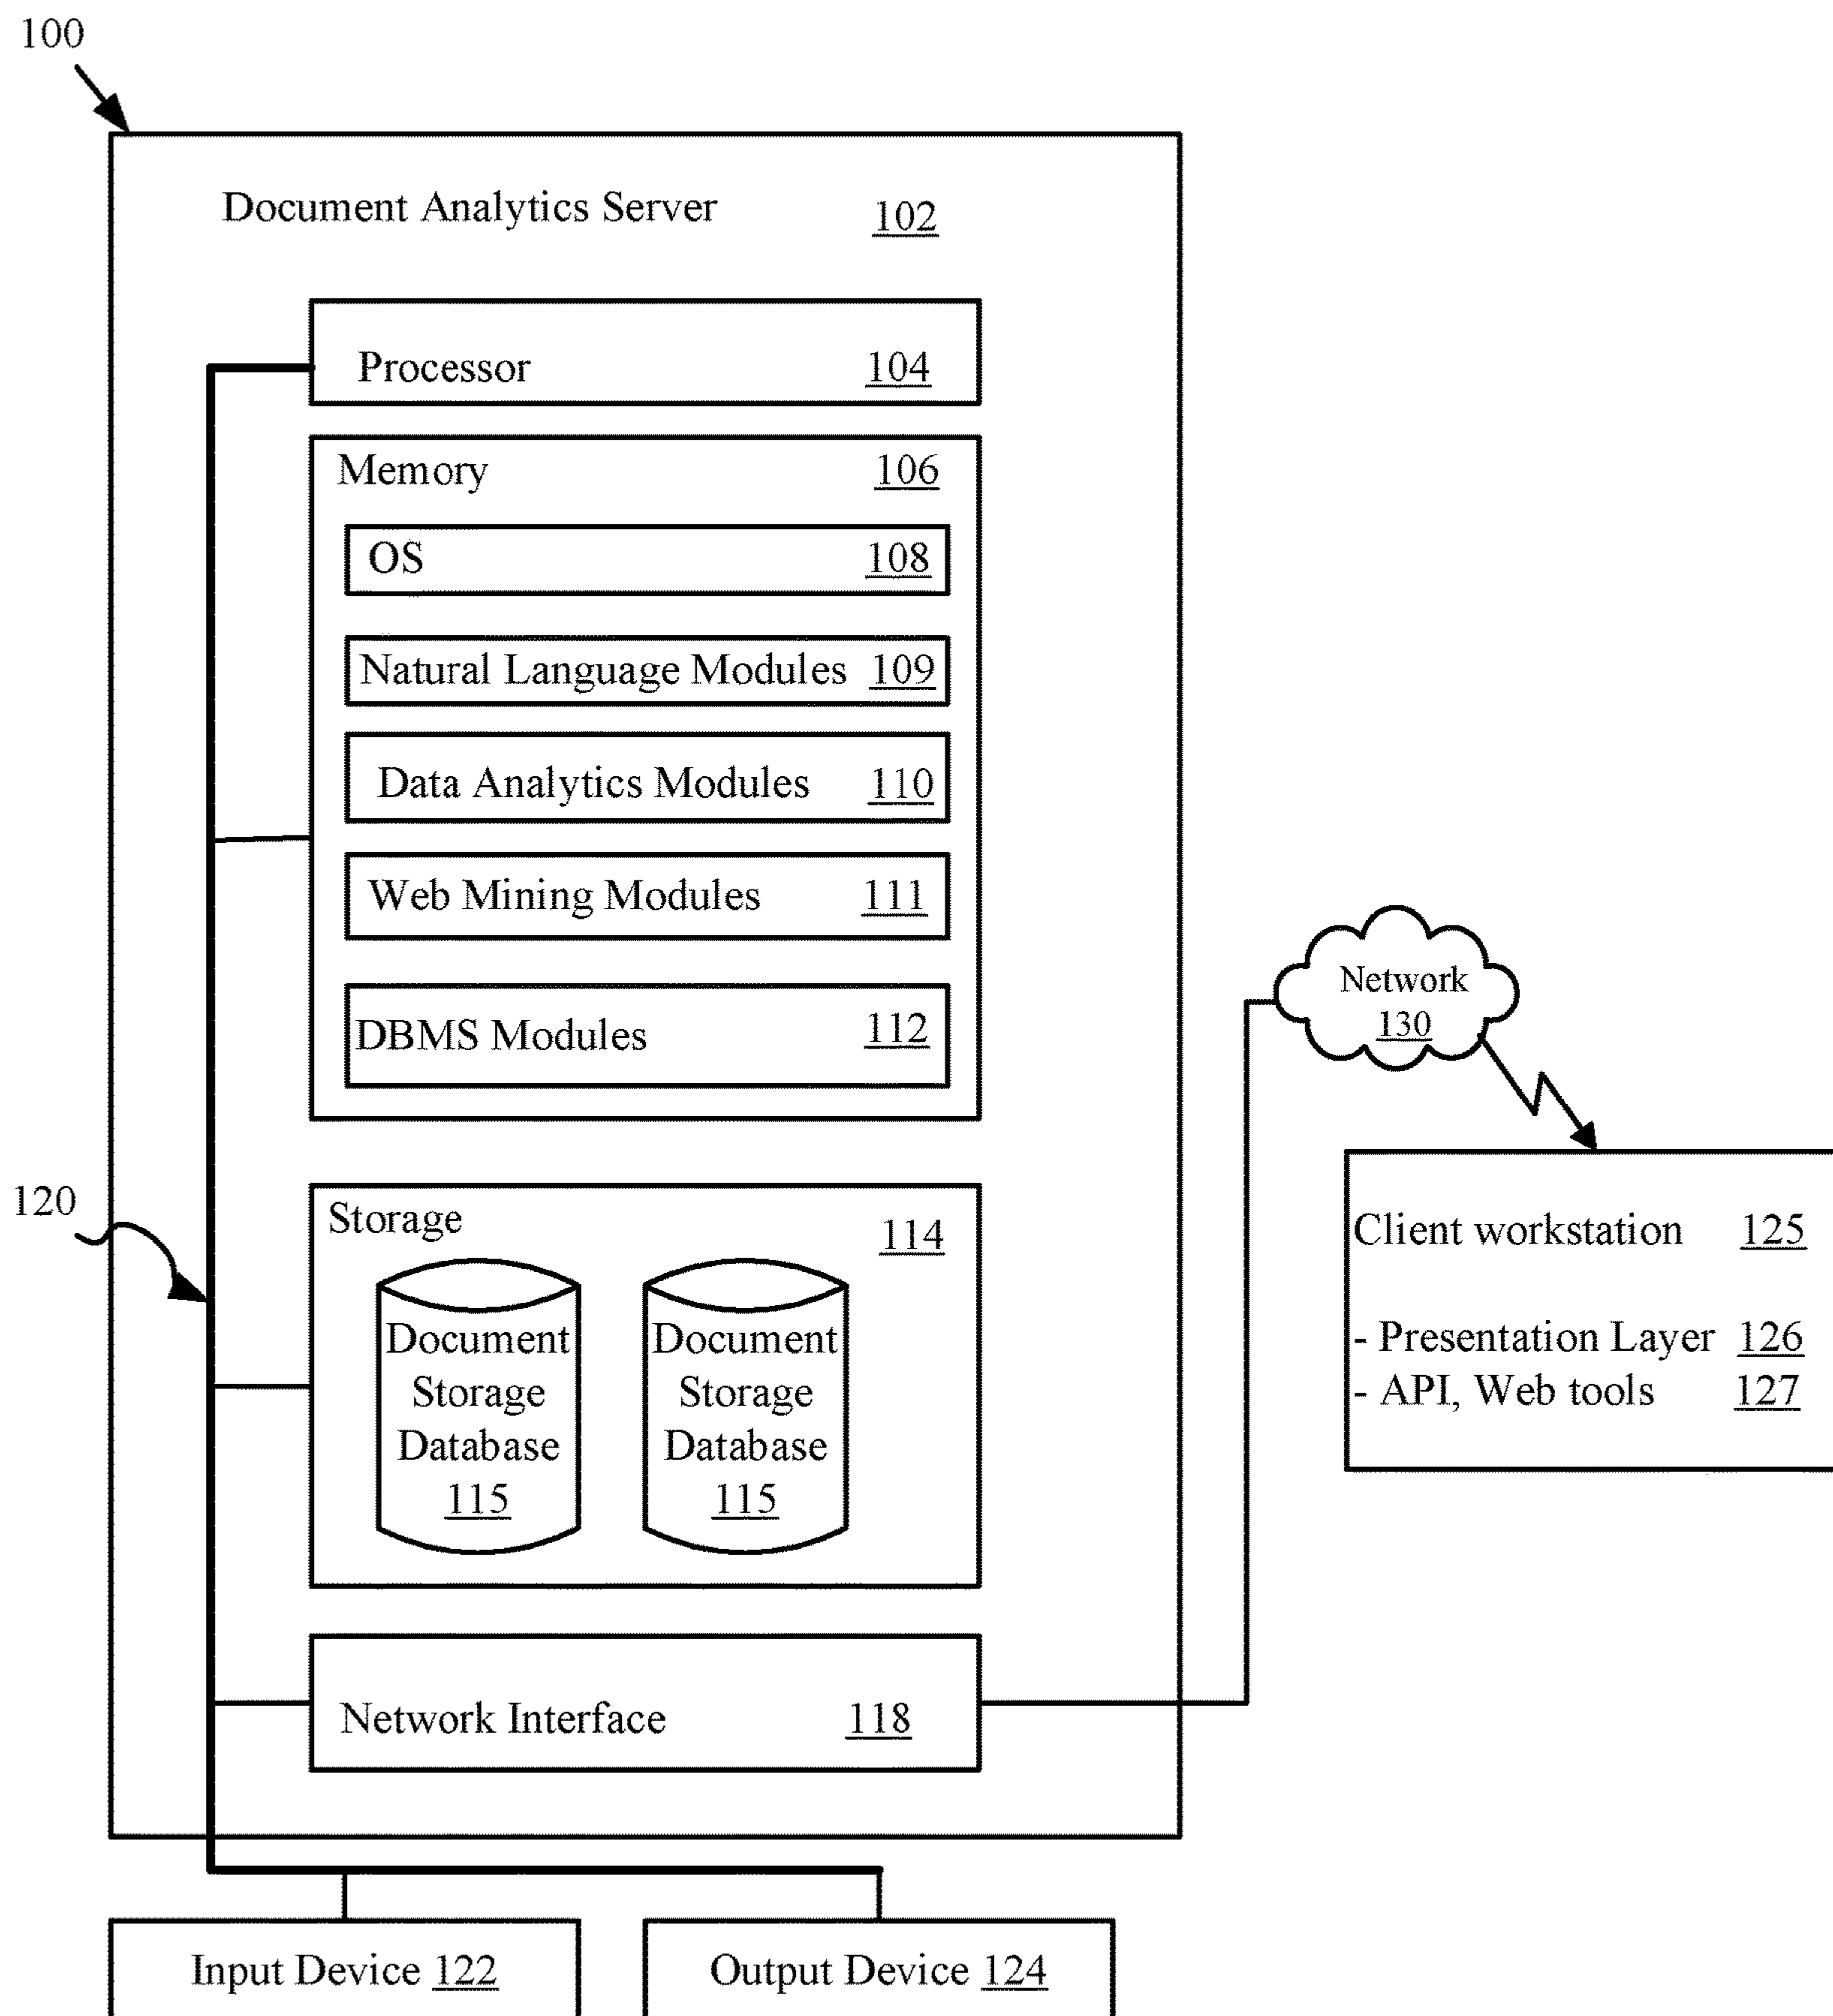 100
Document Analytics Server 102
Processor 104
Memory 106
OS 108
Natural Language Modules 109
Data Analytics Modules 110
Web Mining Modules 111
DBMS Modules 112
120
Storage 114
Document
Storage
Database
115
Document
Storage
Database
115
Network Interface 118
Input Device 122
Output Device 124
Network
130
Client workstation 125
- Presentation Layer 126
- API, Web tools 127